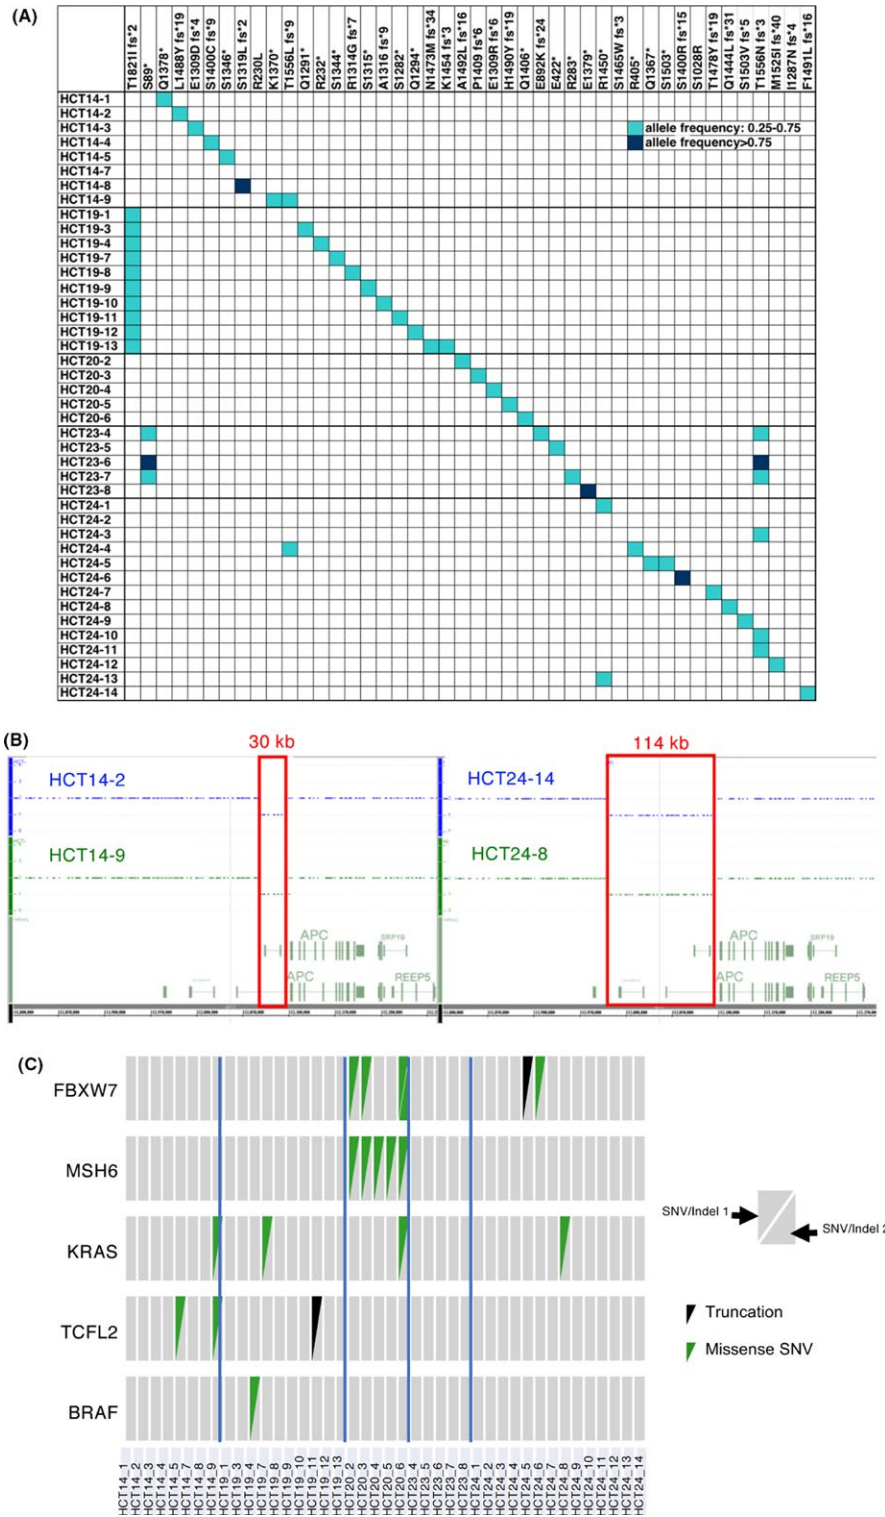 (A)
T1821I fs*2
S89*
Q1378*
L1488Y fs*19
E1309D fs*4
S1400C fs*9
S1346*
S1319L fs*2
R230L
K1370*
T1556L fs*9
Q1291*
R232*
S1344*
R1314G fs*7
S1315*
A1316 fs*9
S1282*
Q1294*
N1473M fs*34
K1454 fs*3
A1492L fs*16
P1409 fs*6
E1309R fs*6
H1490Y fs*19
Q1406*
E892K fs*24
E422*
R283*
E1379*
R1450*
S1465W fs*3
R405*
Q1367*
S1503*
S1400R fs*15
S1028R
T1478Y fs*19
Q1444L fs*31
S1503V fs*5
T1556N fs*3
M1525I fs*40
I1287N fs*4
F1491L fs*16
HCT14-1
HCT14-2
HCT14-3
allele frequency: 0.25-0.75
HCT14-4
allele frequency>0.75
HCT14-5
HCT14-7
HCT14-8
HCT14-9
HCT19-1
HCT19-3
HCT19-4
HCT19-7
HCT19-8
HCT19-9
HCT19-10
HCT19-11
HCT19-12
HCT19-13
HCT20-2
HCT20-3
HCT20-4
HCT20-5
HCT20-6
HCT23-4
HCT23-5
HCT23-6
HCT23-7
HCT23-8
HCT24-1
HCT24-2
HCT24-3
HCT24-4
HCT24-5
HCT24-6
HCT24-7
HCT24-8
HCT24-9
HCT24-10
HCT24-11
HCT24-12
HCT24-13
HCT24-14
(B)
30 kb
114 kb
HCT14-2
HCT24-14
HCT14-9
HCT24-8
APC SRP19
APC SRP19
APC REEP5
APC REEP5
(C)
FBXW7
MSH6
KRAS
TCFL2
BRAF
SNV/Indel 1
SNV/Indel 2
Truncation
Missense SNV
HCT14_1
HCT14_2
HCT14_3
HCT14_5
HCT14_7
HCT14_8
HCT14_9
HCT19_1
HCT19_3
HCT19_4
HCT19_7
HCT19_8
HCT19_9
HCT19_10
HCT19_11
HCT19_12
HCT19_13
HCT20_2
HCT20_3
HCT20_4
HCT20_5
HCT20_6
HCT23_4
HCT23_5
HCT23_6
HCT23_7
HCT23_8
HCT24_1
HCT24_2
HCT24_4
HCT24_5
HCT24_6
HCT24_8
HCT24_9
HCT24_10
HCT24_11
HCT24_12
HCT24_13
HCT24_14